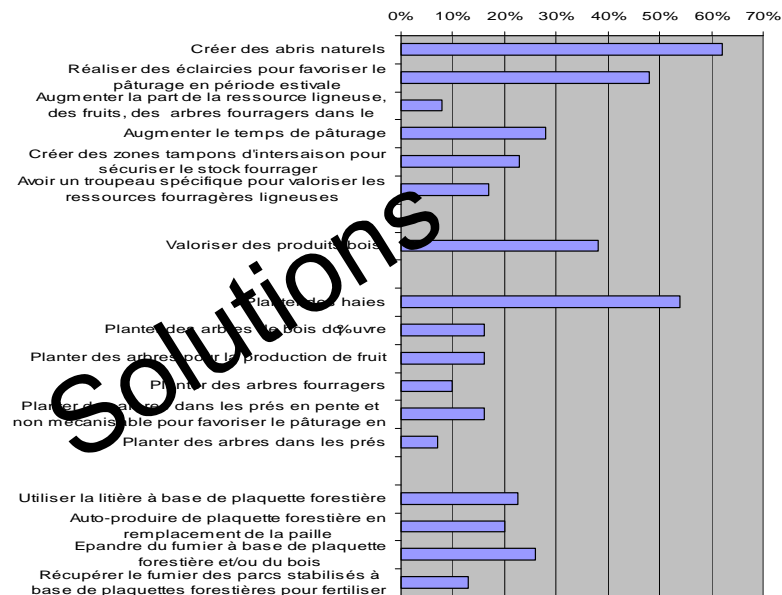 0% 10% 20% 30% 40% 50% 60% 70%
Créer des abris naturels
Réaliser des éclaircies pour favoriser le
pâturage en période estivale
Augmenter la part de la ressource ligneuse,
des fruits, des arbres fourragers dans le
Augmenter le temps de pâturage
Créer des zones tampons d'intersaison pour
sécuriser le stock fourrager
Avoir un troupeau spécifique pour valoriser les
ressources fourragères ligneuses
Valoriser des produits bois
Planter des haies
Planter des arbres de bois d%uvre
Planter des arbres pour la production de fruit
Planter des arbres fourragers
Planter des arbres dans les prés en pente et
non mécanisable pour favoriser le pâturage en
Planter des arbres dans les prés
Utiliser la litière à base de plaquette forestière
Auto-produire de plaquette forestière en
remplacement de la paille
Epandre du fumier à base de plaquette
forestière et/ou du bois
Récupérer le fumier des parcs stabilisés à
base de plaquettes forestières pour fertiliser
Solutions